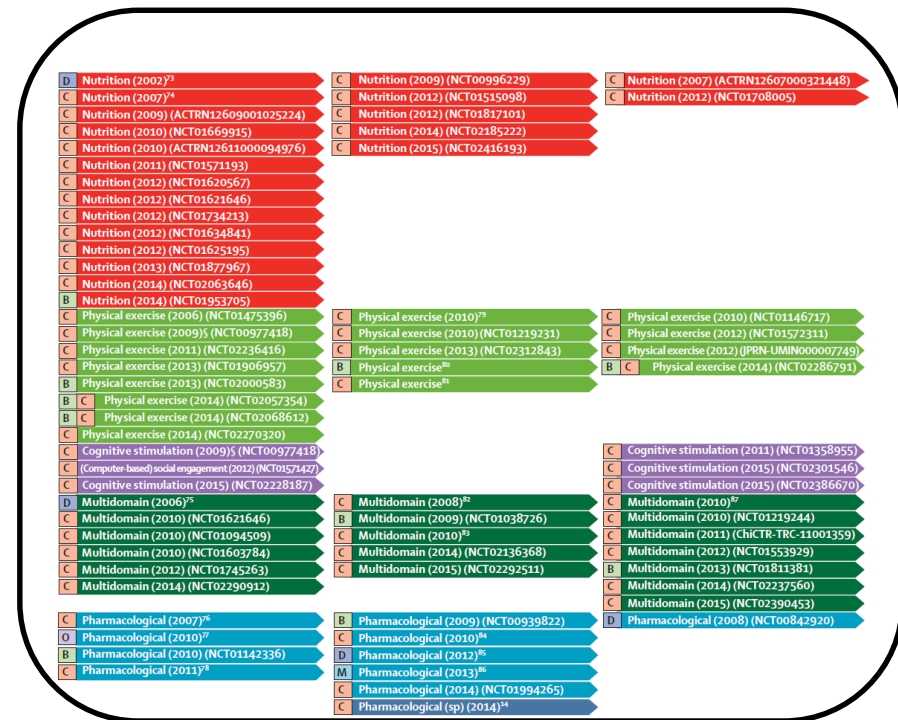 D Nutrition (2002)73
C Nutrition (2007)74
C Nutrition (2009) (ACTRN12609001025224)
C Nutrition (2010) (NCT01669915)
C Nutrition (2010) (ACTRN12611000094976)
C Nutrition (2011) (NCT01571193)
C Nutrition (2012) (NCT01620567)
C Nutrition (2012) (NCT01621646)
C Nutrition (2012) (NCT01734213)
C Nutrition (2012) (NCT01634841)
C Nutrition (2012) (NCT01625195)
C Nutrition (2013) (NCT01877967)
C Nutrition (2014) (NCT02063646)
B Nutrition (2014) (NCT01953705)
C Physical exercise (2006) (NCT01475396)
C Physical exercise (2009)§ (NCT00977418)
C Physical exercise (2011) (NCT02236416)
C Physical exercise (2013) (NCT01906957)
B Physical exercise (2013) (NCT02000583)
B C Physical exercise (2014) (NCT02057354)
B C Physical exercise (2014) (NCT02068612)
C Physical exercise (2014) (NCT02270320)
C Cognitive stimulation (2009)§ (NCT00977418)
C (Computer-based) social engagement (2012) (NCT01571427)
C Cognitive stimulation (2015) (NCT02228187)
D Multidomain (2006)75
C Multidomain (2010) (NCT01621646)
C Multidomain (2010) (NCT01094509)
C Multidomain (2010) (NCT01603784)
C Multidomain (2012) (NCT01745263)
C Multidomain (2014) (NCT02290912)
C Pharmacological (2007)76
O Pharmacological (2010)77
B Pharmacological (2010) (NCT01142336)
C Pharmacological (2011)78
C Nutrition (2009) (NCT00996229)
C Nutrition (2012) (NCT01515098)
C Nutrition (2012) (NCT01817101)
C Nutrition (2014) (NCT02185222)
C Nutrition (2015) (NCT02416193)
C Physical exercise (2010)79
C Physical exercise (2010) (NCT01219231)
C Physical exercise (2013) (NCT02312843)
B Physical exercise80
C Physical exercise81
C Multidomain (2008)82
B Multidomain (2009) (NCT01038726)
C Multidomain (2010)83
C Multidomain (2014) (NCT02136368)
C Multidomain (2015) (NCT02292511)
B Pharmacological (2009) (NCT00939822)
C Pharmacological (2010)84
D Pharmacological (2012)85
M Pharmacological (2013)86
C Pharmacological (2014) (NCT01994265)
C Pharmacological (sp) (2014)14
C Nutrition (2007) (ACTRN12607000321448)
C Nutrition (2012) (NCT01708005)
C Physical exercise (2010) (NCT01146717)
C Physical exercise (2012) (NCT01572311)
C Physical exercise (2012) (JPRN-UMIN000007749)
B C Physical exercise (2014) (NCT02286791)
C Cognitive stimulation (2011) (NCT01358955)
C Cognitive stimulation (2015) (NCT02301546)
C Cognitive stimulation (2015) (NCT02386670)
C Multidomain (2010)87
C Multidomain (2010) (NCT01219244)
C Multidomain (2011) (ChiCTR-TRC-11001359)
C Multidomain (2012) (NCT01553929)
B Multidomain (2013) (NCT01811381)
C Multidomain (2014) (NCT02237560)
C Multidomain (2015) (NCT02390453)
D Pharmacological (2008) (NCT00842920)